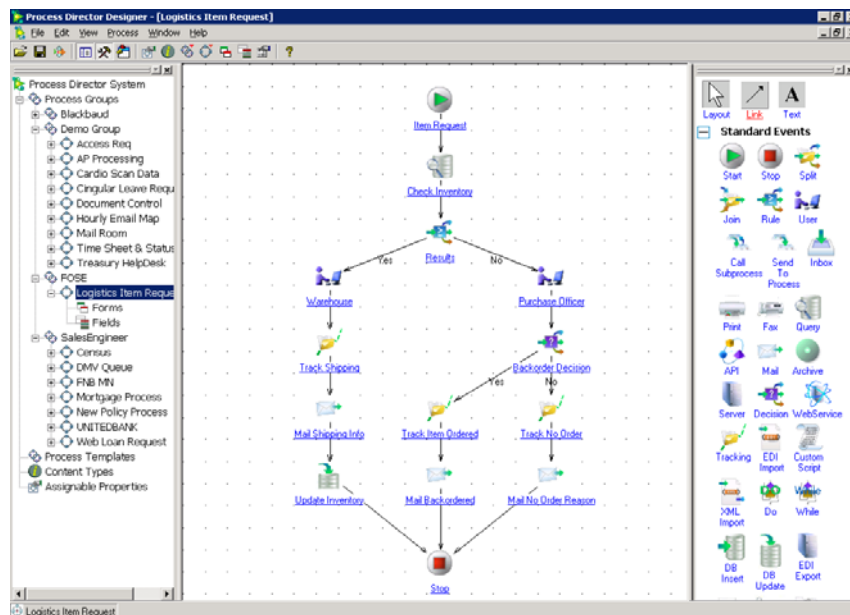 Process Director Designer - [Logistics Item Request]
File Edit View Process Window Help
Process Director System
Process Groups
Blackbaud
Demo Group
Access Req
AP Processing
Cardio Scan Data
Cingular Leave Requ
Document Control
Hourly Email Map
Mail Room
Time Sheet & Status
Treasury HelpDesk
FOSE
Logistics Item Reque
Forms
Fields
SalesEngineer
Census
DMV Queue
FNB MN
Mortgage Process
New Policy Process
UNITEDBANK
Web Loan Request
Process Templates
Content Types
Assignable Properties
Item Request
Check Inventory
Results
Yes No
Warehouse Purchase Officer
Track Shipping Backorder Decision
Yes No
Mail Shipping Info Track Item Ordered Track No Order
Update Inventory Mail Backordered Mail No Order Reason
Stop
Layout Link Text
Standard Events
Start Stop Split
Join Rule User
Call Subprocess Send To Process Inbox
Print Fax Query
API Mail Archive
Server Decision WebService
Tracking EDI Import Custom Script
XML Import Do While
DB Insert DB Update EDI Export
Logistics Item Request